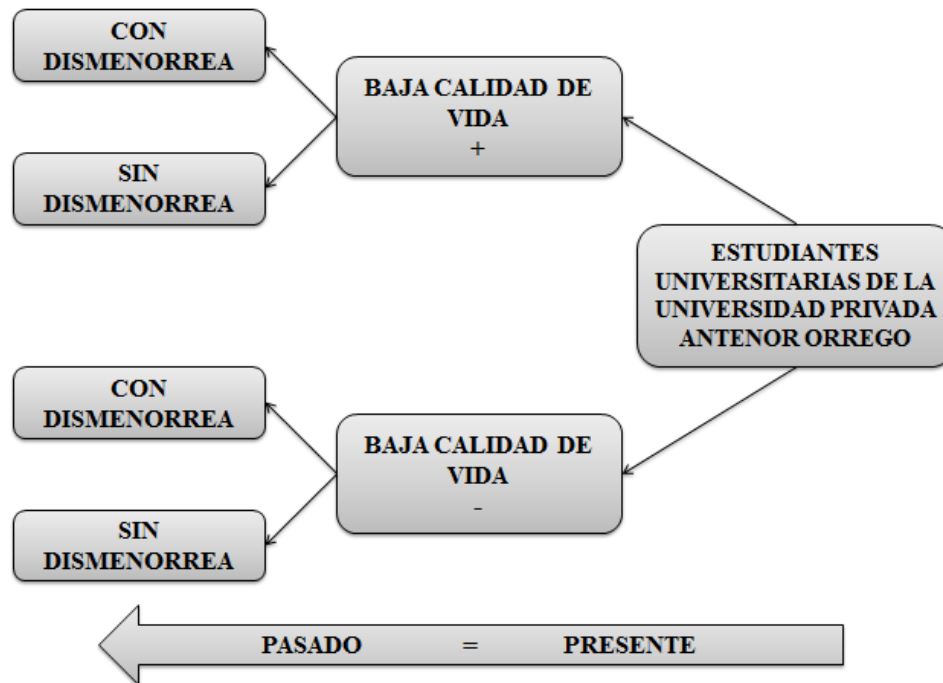 CON
DISMENORREA
BAJA CALIDAD DE
VIDA
+
SIN
DISMENORREA
ESTUDIANTES
UNIVERSITARIAS DE LA
UNIVERSIDAD PRIVADA
ANTENOR ORREGO
CON
DISMENORREA
BAJA CALIDAD DE
VIDA
-
SIN
DISMENORREA
PASADO = PRESENTE